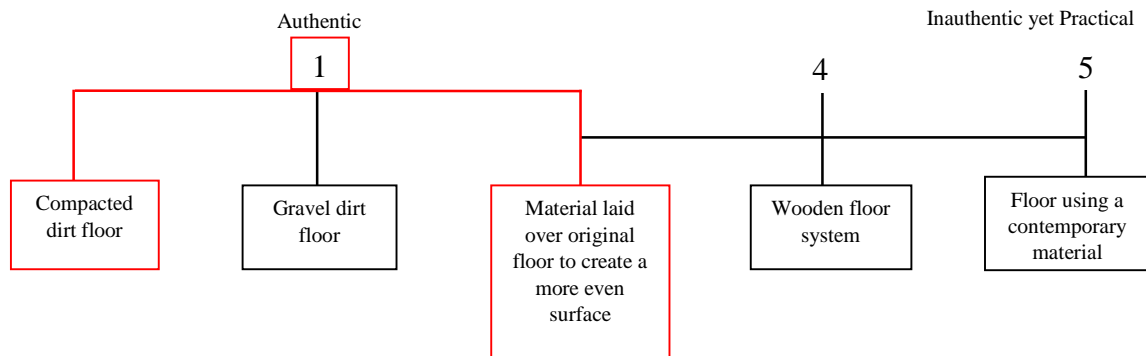 Authentic
Inauthentic yet Practical
1
4
5
Compacted
dirt floor
Gravel dirt
floor
Material laid
over original
floor to create a
more even
surface
Wooden floor
system
Floor using a
contemporary
material